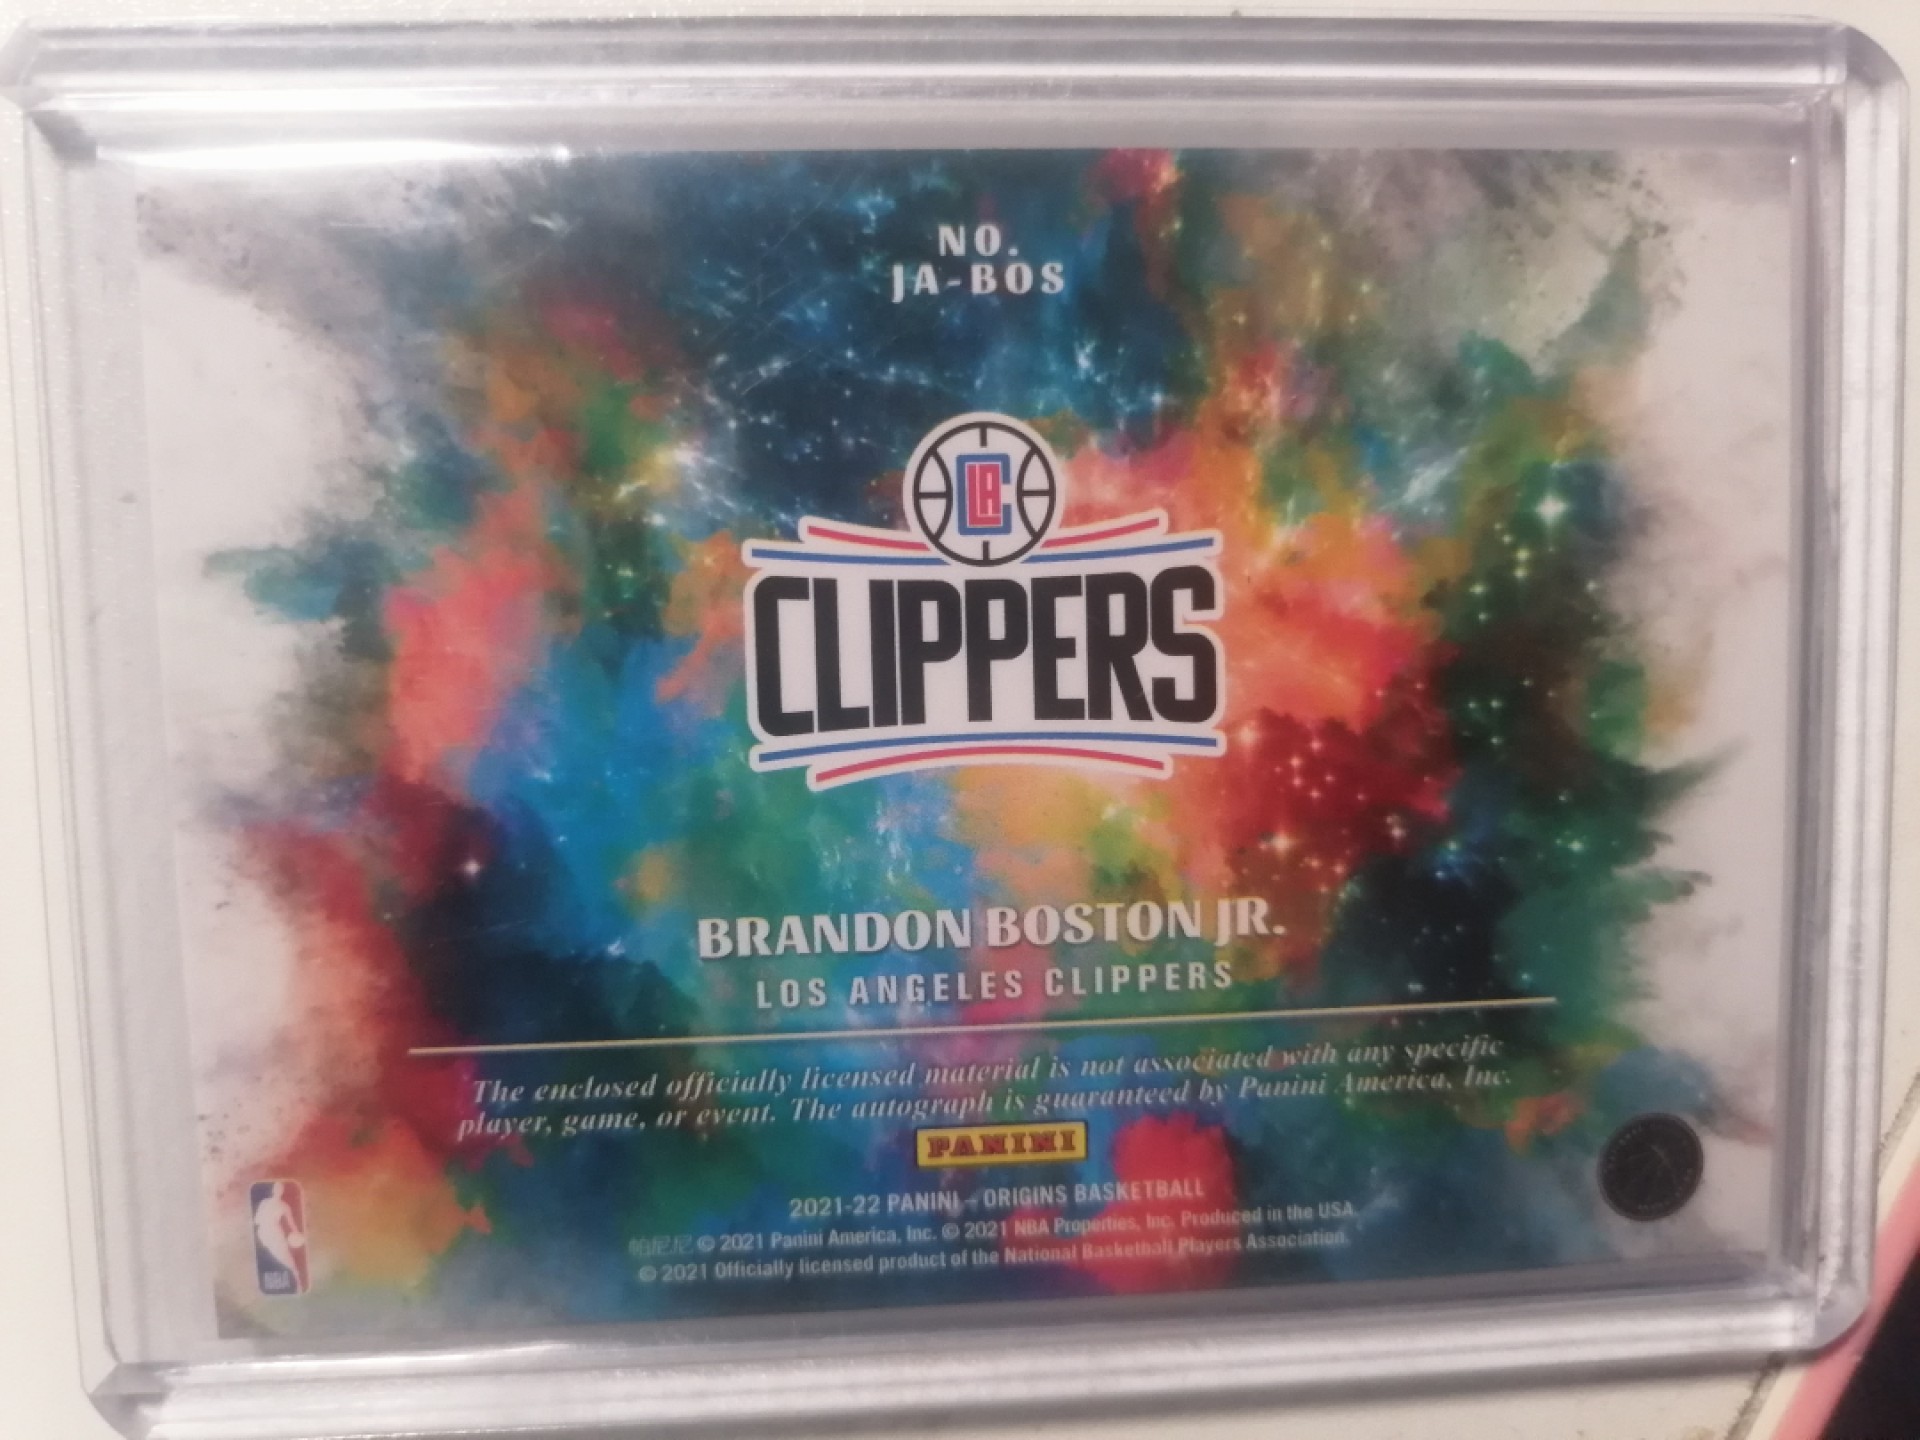 NO.
JA-BOS
LA
CLIPPERS
BRANDON BOSTON JR.
LOS ANGELES CLIPPERS
The enclosed officially licensed material is not associated with any specific
player, game, or event. The autograph is guaranteed by Panini America, Inc.
PANINI
2021-22 PANINI – ORIGINS BASKETBALL
帕尼尼 © 2021 Panini America, Inc. © 2021 NBA Properties, Inc. Produced in the USA.
© 2021 Officially licensed product of the National Basketball Players Association.
NBA